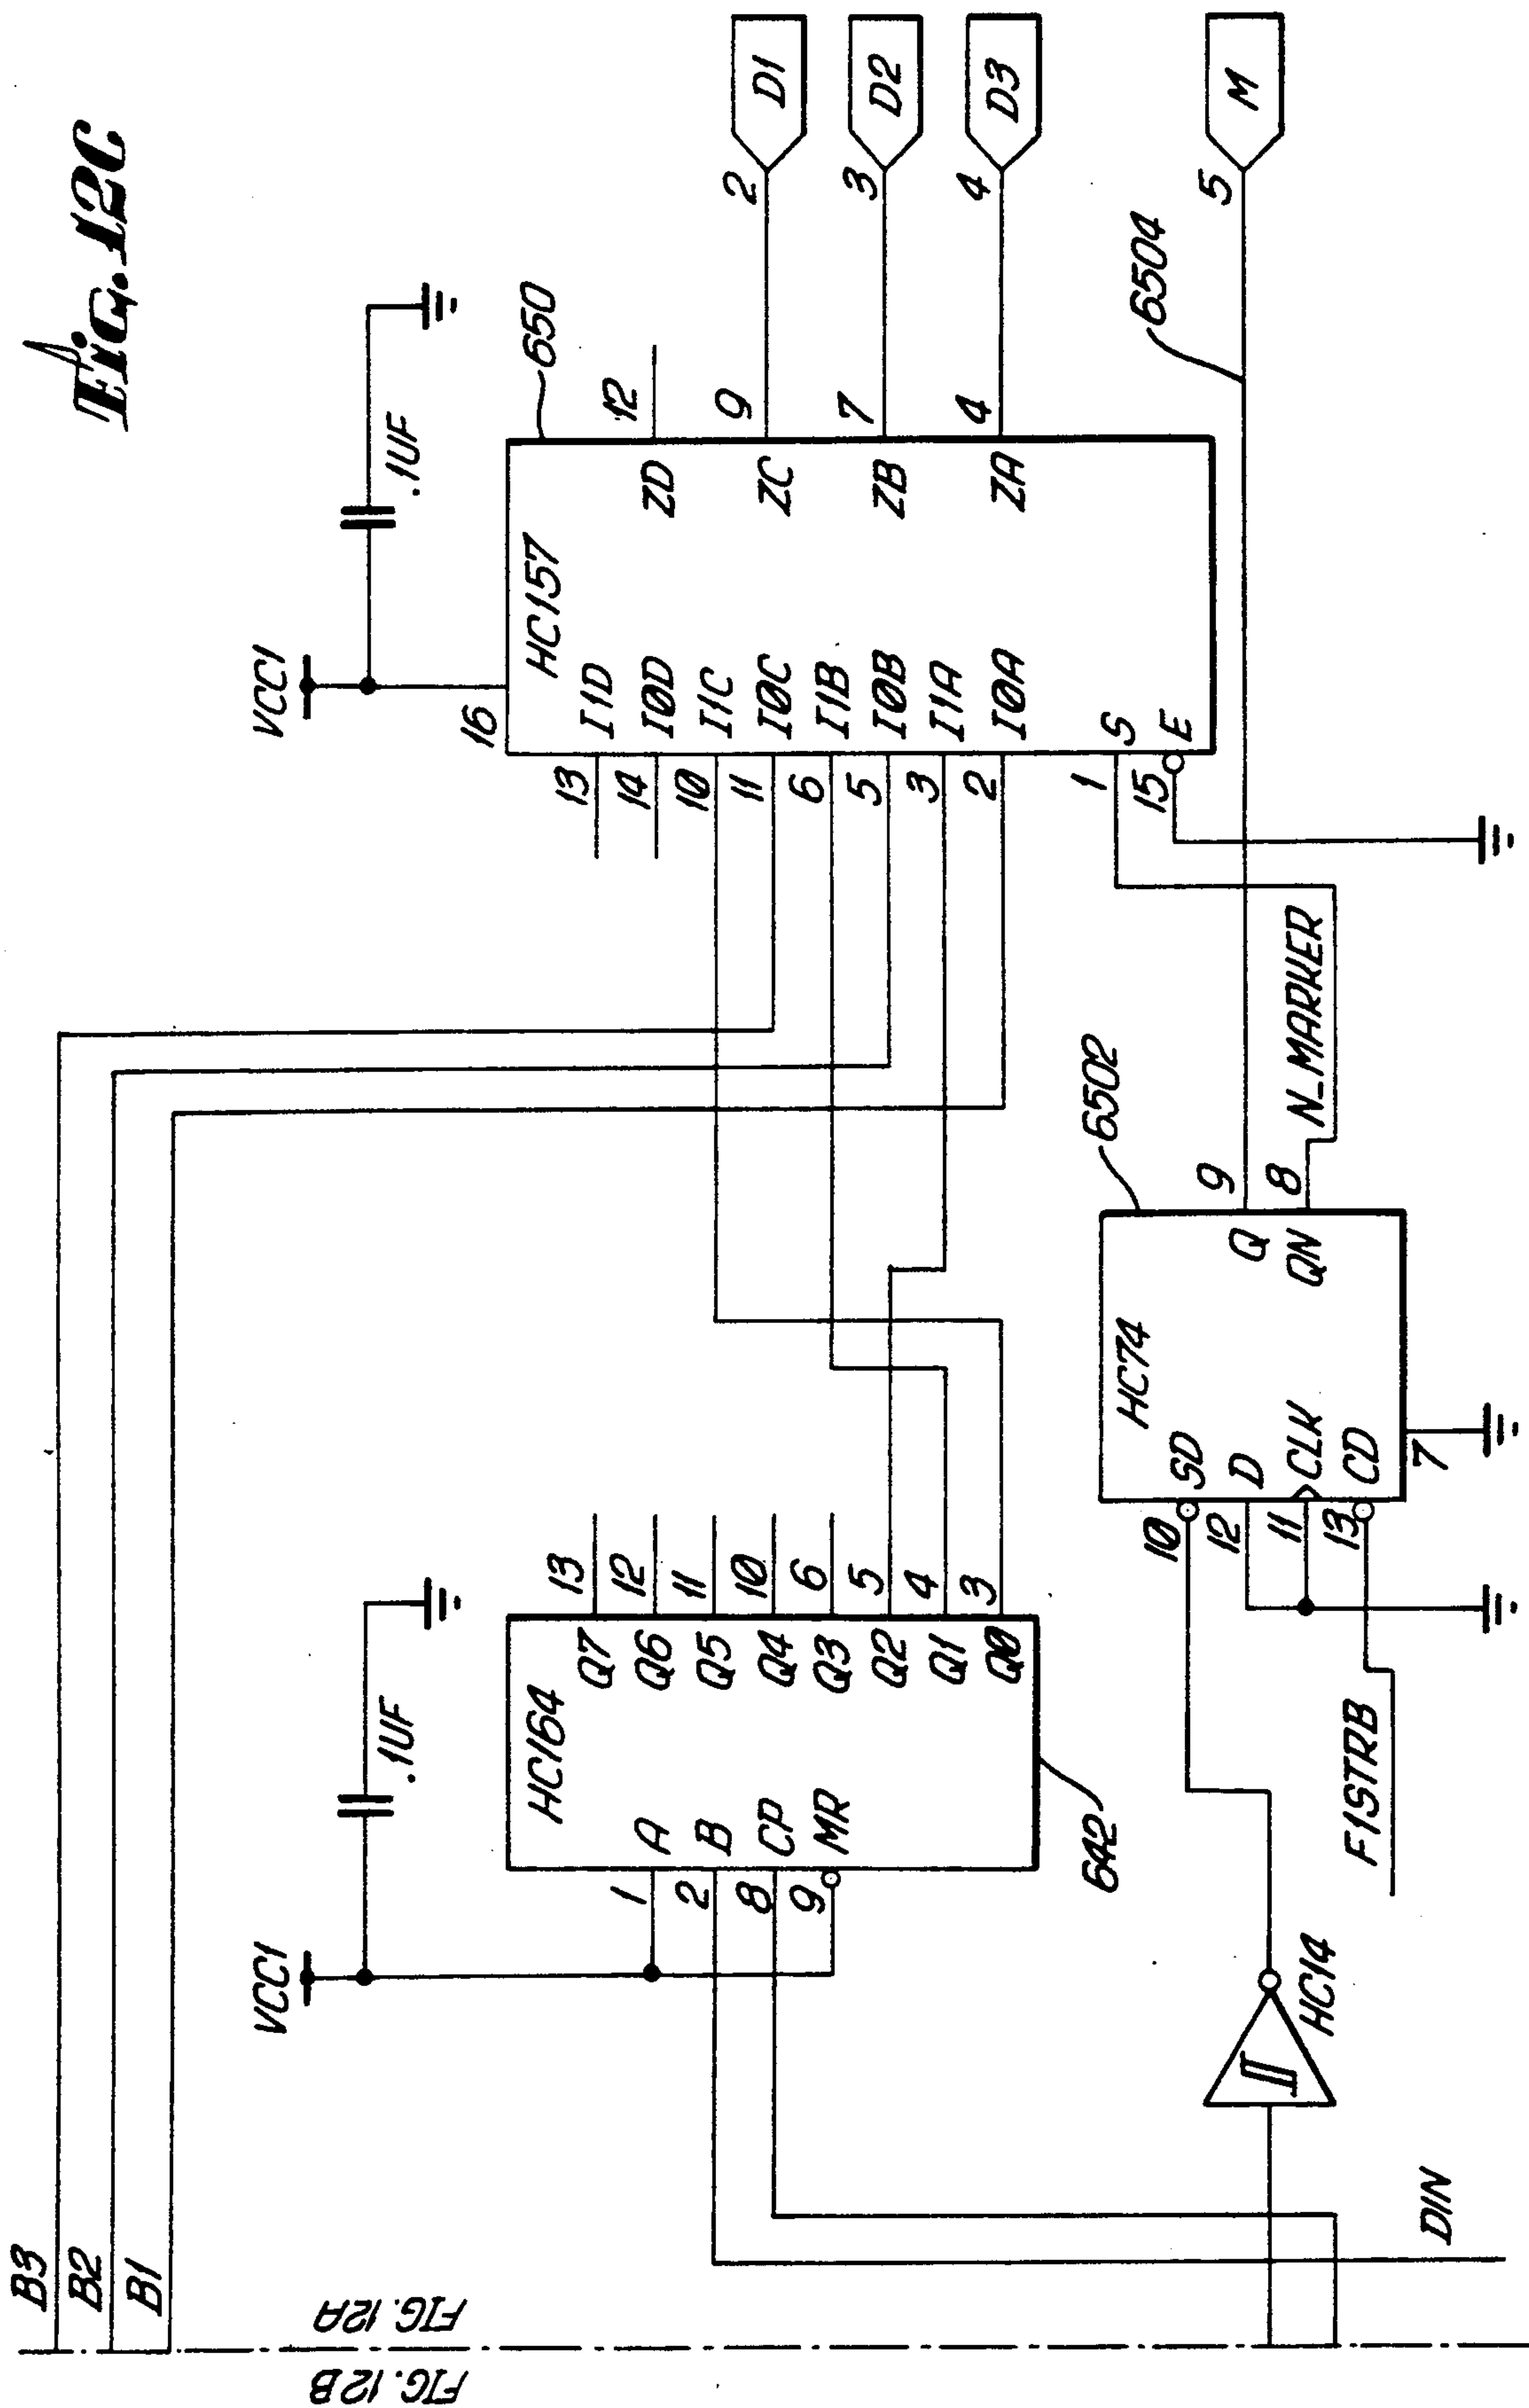 Fig. 12C
B3
B2
B1
FIG. 12B
FIG. 12A
VCC1
.1UF
HC164
A
B
CP
MR
1
2
8
9
Q7
Q6
Q5
Q4
Q3
Q2
Q1
Q0
13
12
11
10
6
5
4
3
642
VCC1
.1UF
16
HC157
650
13
14
10
11
6
5
3
2
1
15
I1D
I0D
I1C
I0C
I1B
I0B
I1A
I0A
S
E
ZD
ZC
ZB
ZA
12
9
7
4
2
3
4
5
D1
D2
D3
M
6504
DIN
HC14
F1STRB
10
12
11
13
HC74
SD
D
CLK
CD
Q
QN
7
9
8
6502
N_MARKER